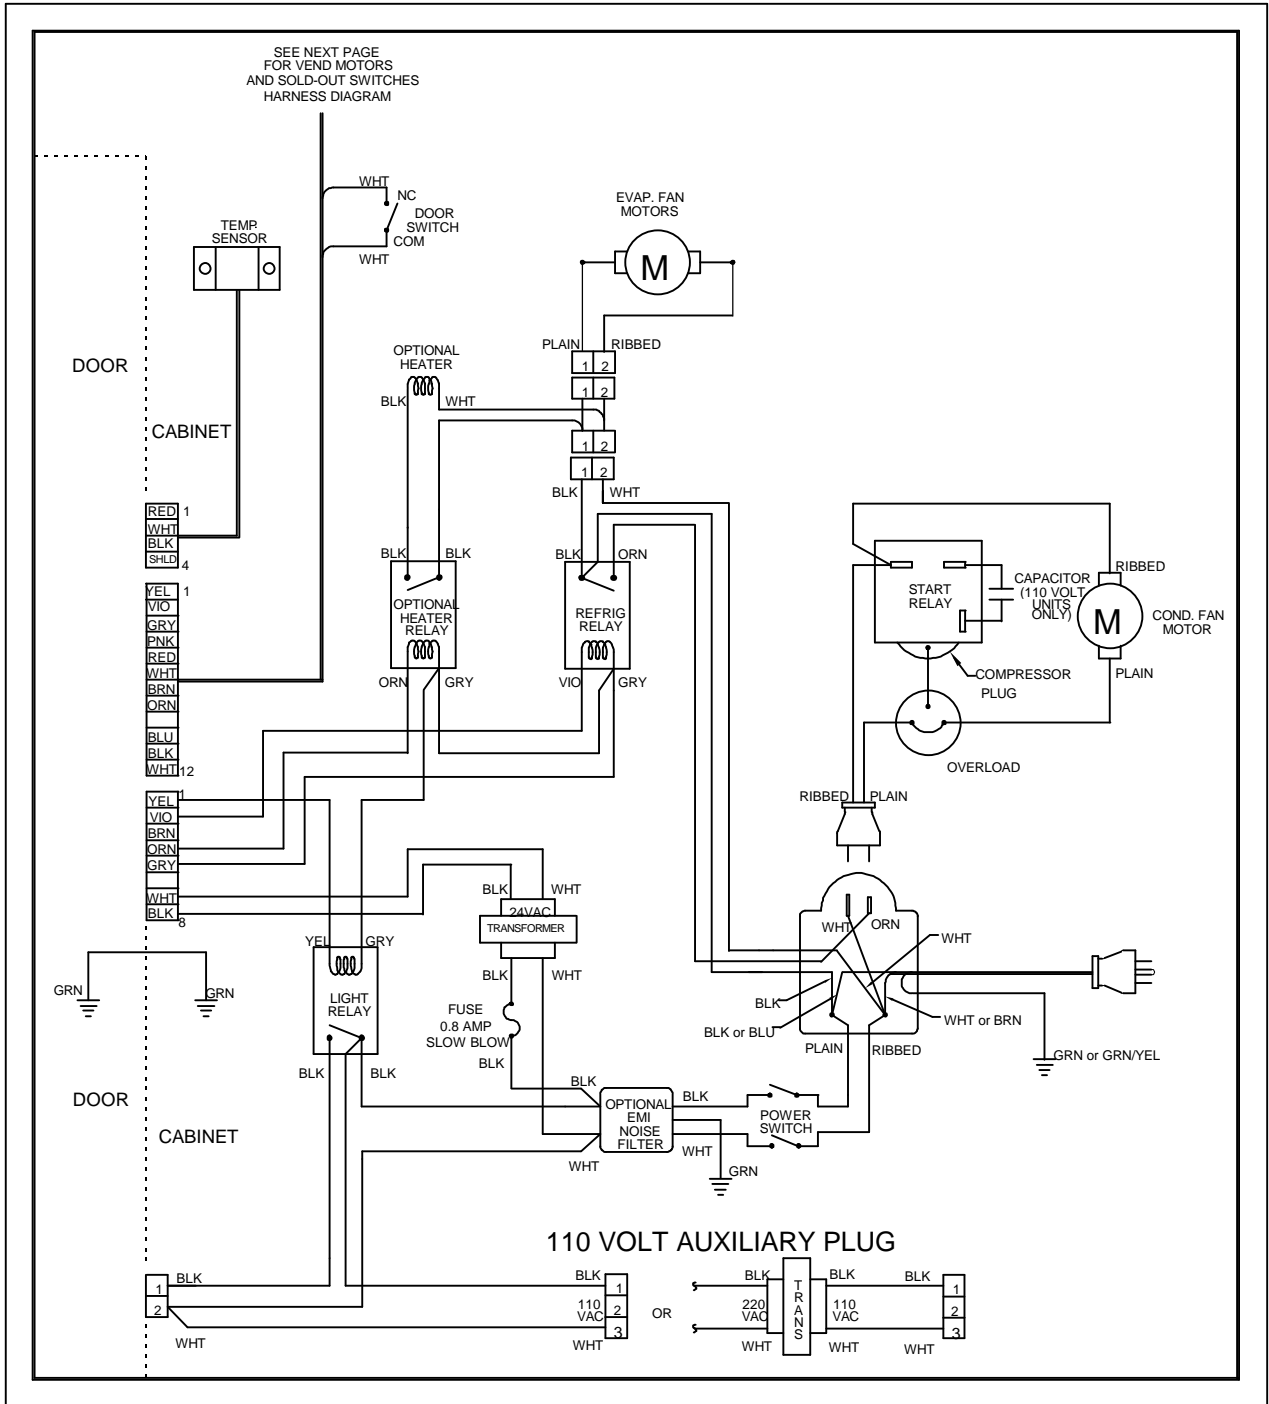 SEE NEXT PAGE
FOR VEND MOTORS
AND SOLD-OUT SWITCHES
HARNESS DIAGRAM
WHT
NC
DOOR
SWITCH
COM
WHT
TEMP.
SENSOR
EVAP. FAN
MOTORS
M
PLAIN
RIBBED
1 2
1 2
1 2
1 2
OPTIONAL
HEATER
BLK
WHT
DOOR
CABINET
BLK
WHT
RED 1
WHT
BLK
SHLD 4
BLK
BLK
OPTIONAL
HEATER
RELAY
ORN
GRY
BLK
ORN
REFRIG
RELAY
VIO
GRY
START
RELAY
CAPACITOR
(110 VOLT
UNITS
ONLY)
RIBBED
M
COND. FAN
MOTOR
PLAIN
COMPRESSOR
PLUG
OVERLOAD
YEL 1
VIO
GRY
PNK
RED
WHT
BRN
ORN
BLU
BLK
WHT 12
YEL 1
VIO
BRN
ORN
GRY
WHT
BLK 8
RIBBED
PLAIN
BLK
WHT
24VAC
TRANSFORMER
BLK
WHT
WHT
ORN
WHT
YEL
GRY
LIGHT
RELAY
BLK
BLK
GRN
GRN
FUSE
0.8 AMP
SLOW BLOW
BLK
BLK
BLK or BLU
WHT or BRN
PLAIN
RIBBED
GRN or GRN/YEL
DOOR
CABINET
BLK
OPTIONAL
EMI
NOISE
FILTER
BLK
WHT
WHT
POWER
SWITCH
GRN
110 VOLT AUXILIARY PLUG
1
2
BLK
WHT
BLK
110
VAC
WHT
1
2
3
OR
BLK
220
VAC
WHT
TRANS
BLK
110
VAC
WHT
BLK
WHT
1
2
3